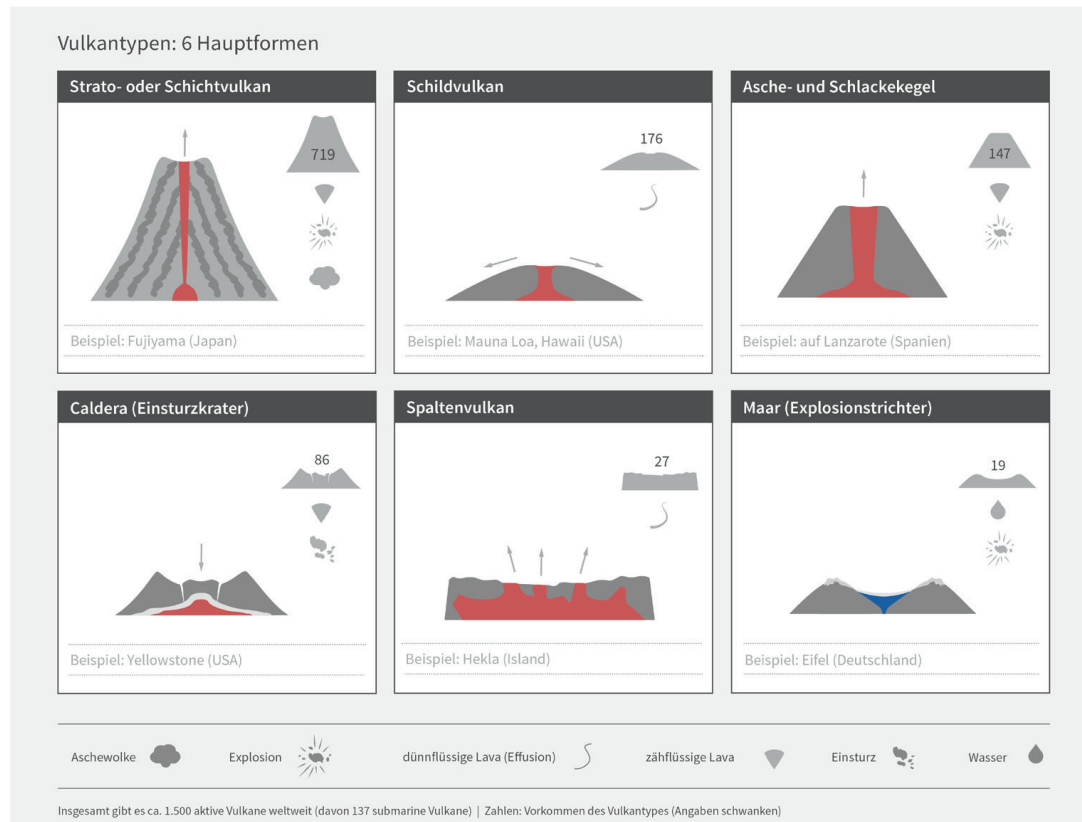 Vulkantypen: 6 Hauptformen
Strato- oder Schichtvulkan
719
Beispiel: Fujiyama (Japan)
Schildvulkan
176
Beispiel: Mauna Loa, Hawaii (USA)
Asche- und Schlackekegel
147
Beispiel: auf Lanzarote (Spanien)
Caldera (Einsturzkrater)
86
Beispiel: Yellowstone (USA)
Spaltenvulkan
27
Beispiel: Hekla (Island)
Maar (Explosionstrichter)
19
Beispiel: Eifel (Deutschland)
Aschewolke
Explosion
dünnflüssige Lava (Effusion)
zähflüssige Lava
Einsturz
Wasser
Insgesamt gibt es ca. 1.500 aktive Vulkane weltweit (davon 137 submarine Vulkane) | Zahlen: Vorkommen des Vulkantypes (Angaben schwanken)